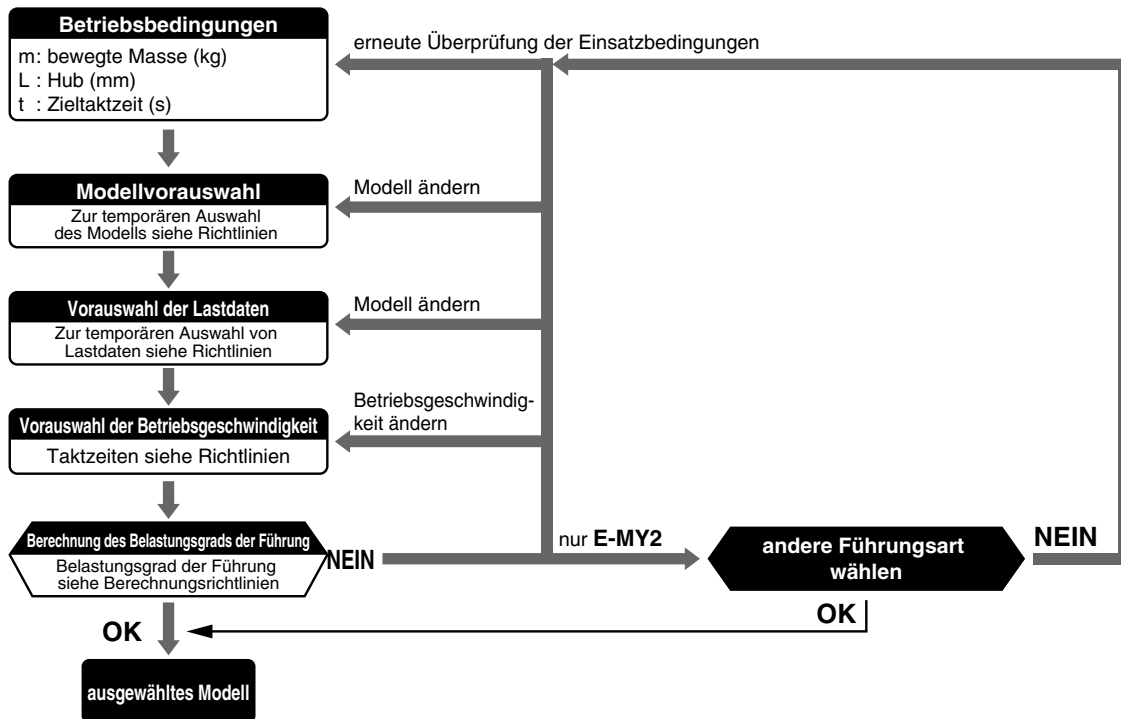 Betriebsbedingungen
m: bewegte Masse (kg)
L : Hub (mm)
t : Zieltaktzeit (s)
erneute Überprüfung der Einsatzbedingungen
Modellvorauswahl
Zur temporären Auswahl
des Modells siehe Richtlinien
Modell ändern
Vorauswahl der Lastdaten
Zur temporären Auswahl von
Lastdaten siehe Richtlinien
Modell ändern
Vorauswahl der Betriebsgeschwindigkeit
Taktzeiten siehe Richtlinien
Betriebsgeschwindig-
keit ändern
Berechnung des Belastungsgrads der Führung
Belastungsgrad der Führung
siehe Berechnungsrichtlinien
NEIN
nur E-MY2
andere Führungsart
wählen
NEIN
OK
OK
ausgewähltes Modell